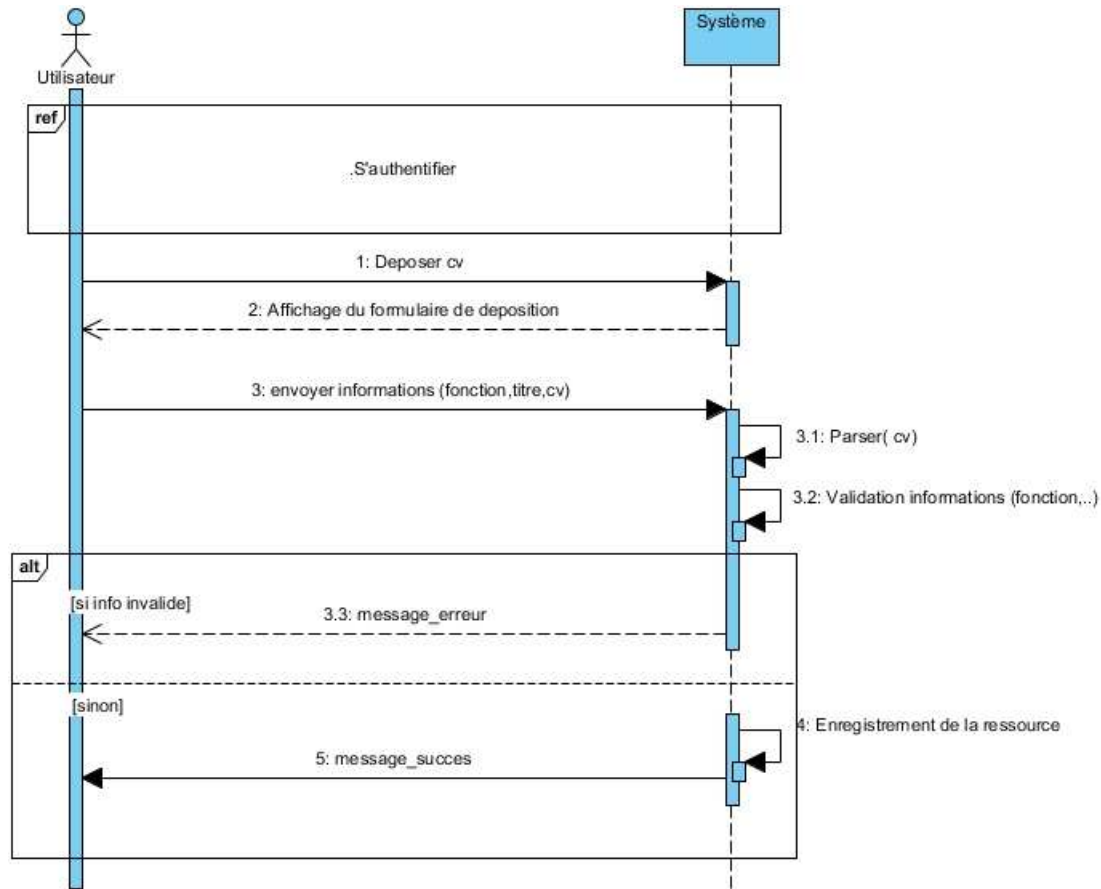 Système
Utilisateur
ref
.S'authentifier
1: Deposer cv
2: Affichage du formulaire de deposition
3: envoyer informations (fonction,titre,cv)
3.1: Parser( cv)
3.2: Validation informations (fonction,..)
alt
[si info invalide]
3.3: message_erreur
[sinon]
4: Enregistrement de la ressource
5: message_succes